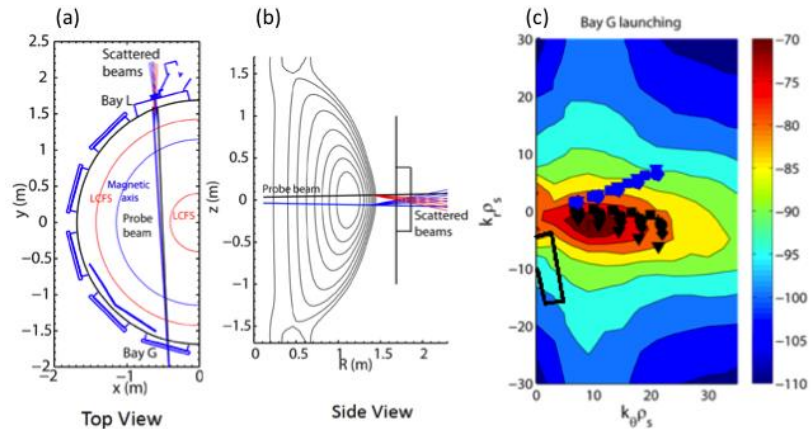 (a)
2.5
2
1.5
1
0.5
0
−0.5
−1
−1.5
−2
y (m)
Scattered
beams
Bay L
LCFS
Magnetic
axis
Probe
beam
LCFS
Bay G
−2
−1
0
x (m)
Top View
(b)
1.5
1
0.5
0
−0.5
−1
−1.5
z (m)
Probe beam
Scattered
beams
0
0.5
1
1.5
2
R (m)
Side View
(c)
Bay G launching
30
20
10
0
−10
−20
−30
k_r ρ_s
0
10
20
30
k_θ ρ_s
−70
−75
−80
−85
−90
−95
−100
−105
−110